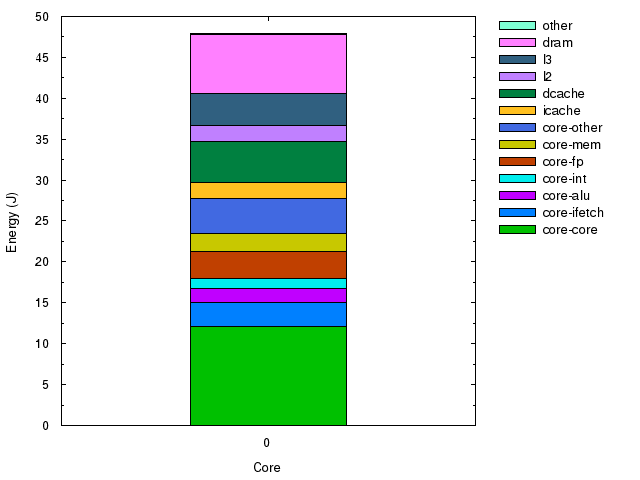 50
45
40
35
30
25
20
15
10
5
0
Energy (J)
0
Core
other
dram
l3
l2
dcache
icache
core-other
core-mem
core-fp
core-int
core-alu
core-ifetch
core-core